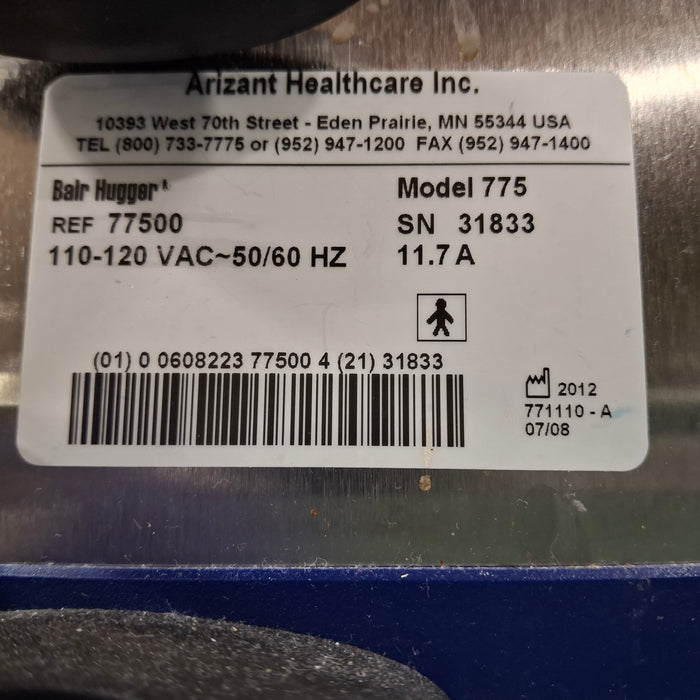 Arizant Healthcare Inc.
10393 West 70th Street - Eden Prairie, MN 55344 USA
TEL (800) 733-7775 or (952) 947-1200 FAX (952) 947-1400
Bair Hugger®
Model 775
REF 77500
SN 31833
110-120 VAC~50/60 HZ
11.7 A
(01) 0 0608223 77500 4 (21) 31833
2012
771110 - A
07/08